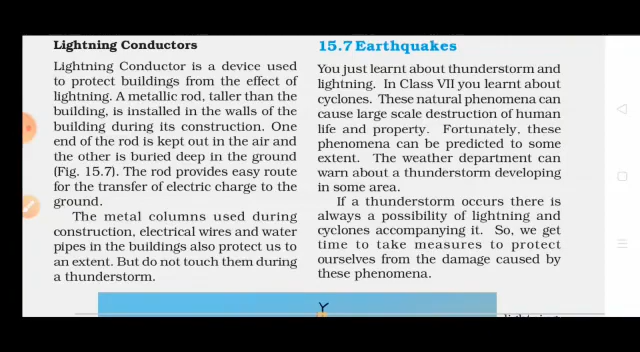 Lightning Conductors
Lightning Conductor is a device used
to protect buildings from the effect of
lightning. A metallic rod, taller than the
building, is installed in the walls of the
building during its construction. One
end of the rod is kept out in the air and
the other is buried deep in the ground
(Fig. 15.7). The rod provides easy route
for the transfer of electric charge to the
ground.
The metal columns used during
construction, electrical wires and water
pipes in the buildings also protect us to
an extent. But do not touch them during
a thunderstorm.
15.7 Earthquakes
You just learnt about thunderstorm and
lightning. In Class VII you learnt about
cyclones. These natural phenomena can
cause large scale destruction of human
life and property. Fortunately, these
phenomena can be predicted to some
extent. The weather department can
warn about a thunderstorm developing
in some area.
If a thunderstorm occurs there is
always a possibility of lightning and
cyclones accompanying it. So, we get
time to take measures to protect
ourselves from the damage caused by
these phenomena.